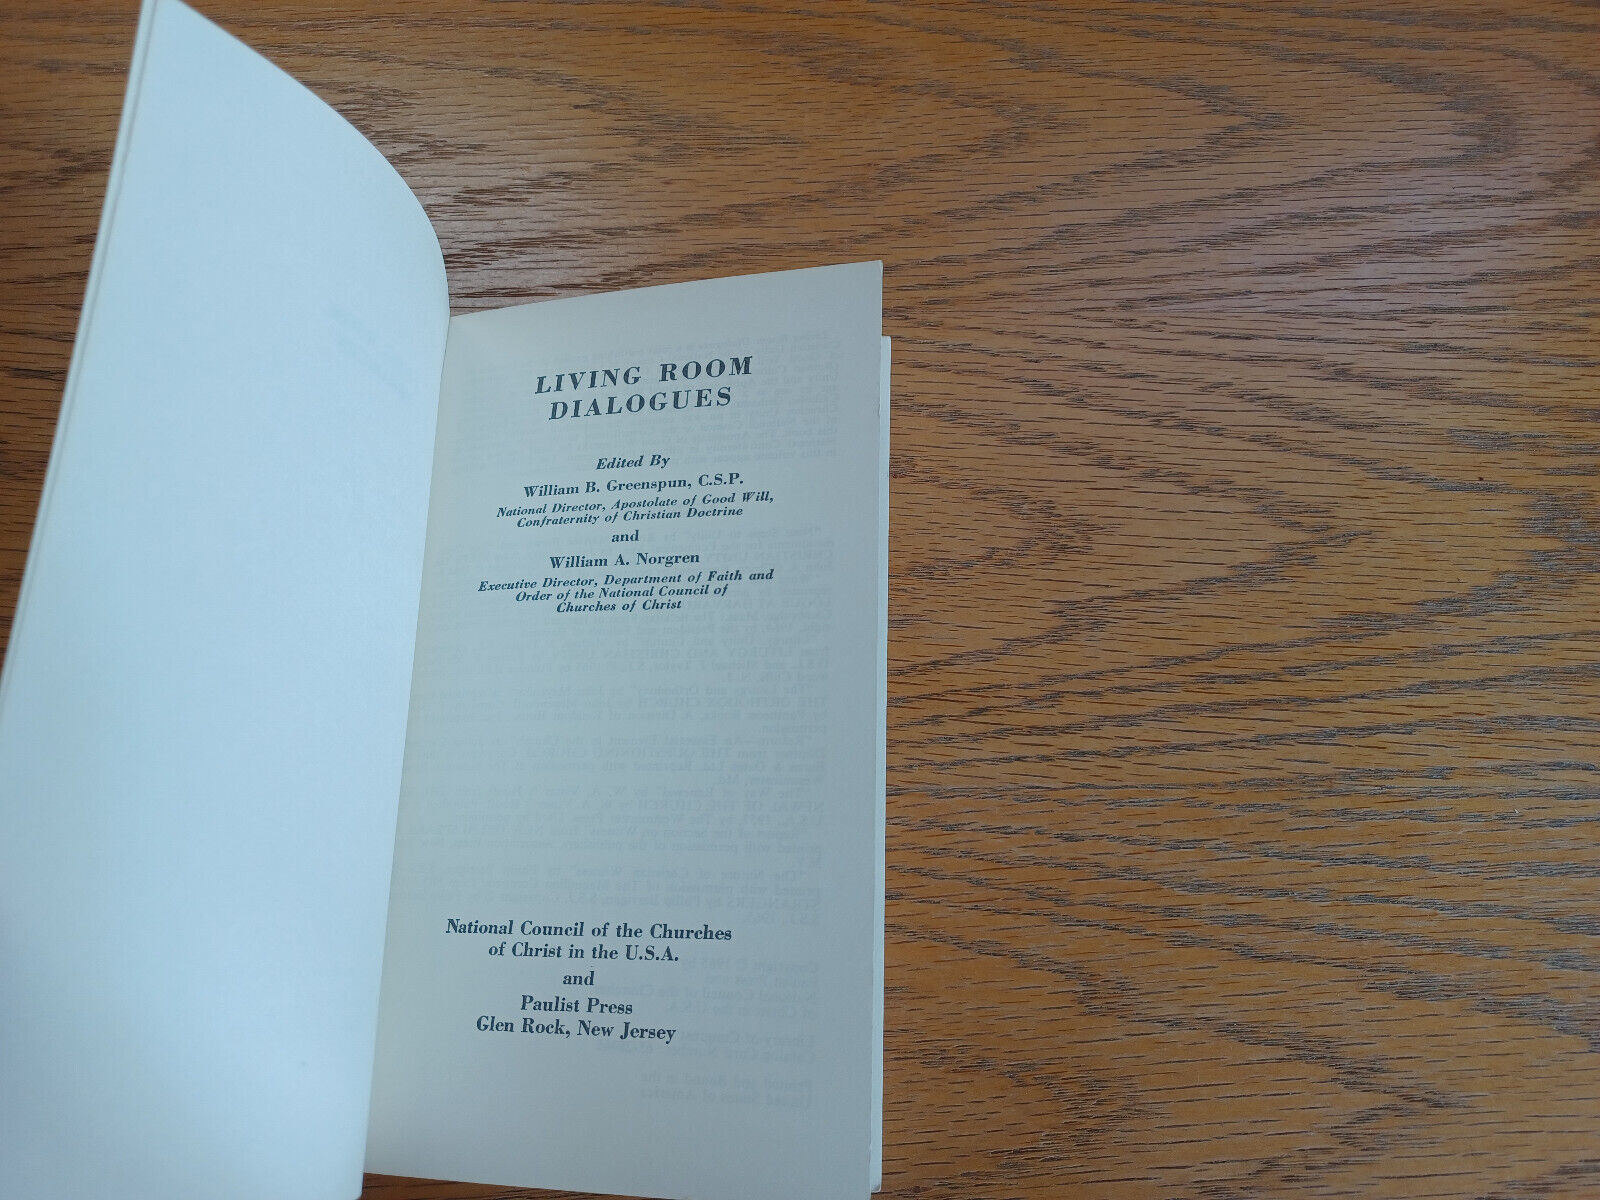 LIVING ROOM
DIALOGUES
Edited By
William B. Greenspun, C.S.P.
National Director, Apostolate of Good Will,
Confraternity of Christian Doctrine
and
William A. Norgren
Executive Director, Department of Faith and
Order of the National Council of
Churches of Christ
National Council of the Churches
of Christ in the U.S.A.
and
Paulist Press
Glen Rock, New Jersey